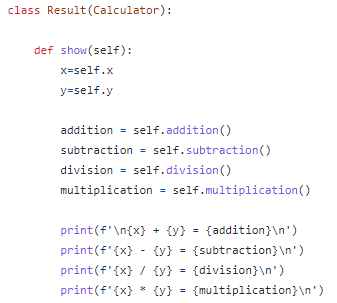 class Result(Calculator):
def show(self):
x=self.x
y=self.y
addition = self.addition()
subtraction = self.subtraction()
division = self.division()
multiplication = self.multiplication()
print(f'\n{x} + {y} = {addition}\n')
print(f'{x} - {y} = {subtraction}\n')
print(f'{x} / {y} = {division}\n')
print(f'{x} * {y} = {multiplication}\n')